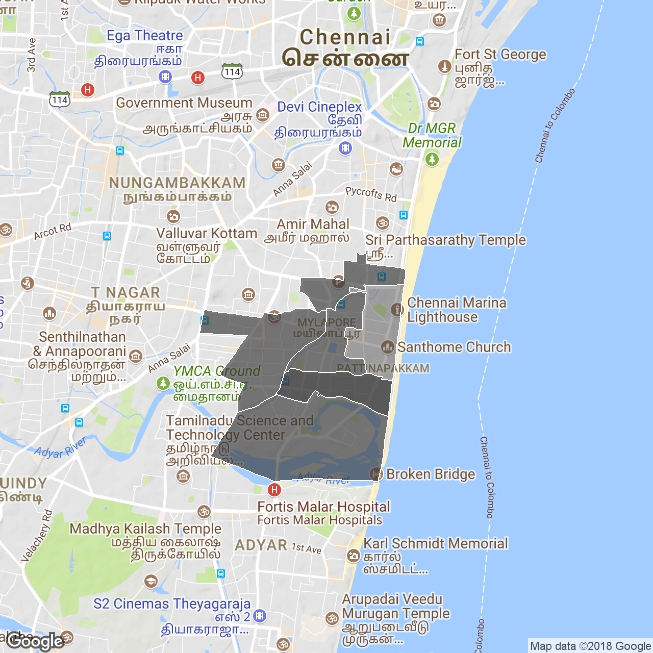 Kilpauk Water Works
Chennai
சென்னை
Ega Theatre
ஈகா
திரையரங்கம்
3rd Ave
114
114
Fort St George
புனித
ஜார்ஜ்...
Government Museum
அரசு
அருங்காட்சியகம்
Devi Cineplex
தேவி
திரையரங்கம்
Dr MGR
Memorial
Chennai to Colombo
NUNGAMBAKKAM
நுங்கம்பாக்கம்
Anna Salai
Pycrofts Rd
Arcot Rd
Valluvar Kottam
வள்ளுவர்
கோட்டம்
Amir Mahal
அமீர் மஹால்
Sri Parthasarathy Temple
ஸ்ரீ...
T NAGAR
தியாகராய
நகர்
Chennai Marina
Lighthouse
MYLAPORE
மயிலாப்பூர்
Senthilnathan
& Annapoorani
செந்தில்நாதன்
மற்றும்...
Anna Salai
Santhome Church
PATTINAPAKKAM
YMCA Ground
ஒய்.எம்.சி.ஏ.
மைதானம்
Tamilnadu Science and
Technology Center
தமிழ்நாடு
அறிவியல்
Adyar River
Adyar River
Broken Bridge
Chennai to Colombo
UINDY
Fortis Malar Hospital
Fortis Malar Hospitals
Velachery Rd
Madhya Kailash Temple
மத்திய கைலாஷ்
திருக்கோயில்
ADYAR
1st Ave
Karl Schmidt Memorial
கார்ல்
ஸ்சமிடட்...
S2 Cinemas Theyagaraja
எஸ் 2
தியாகராஜா...
Arupadai Veedu
Murugan Temple
ஆறுபடைவீடு
முருகன்...
Google
Map data ©2018 Google